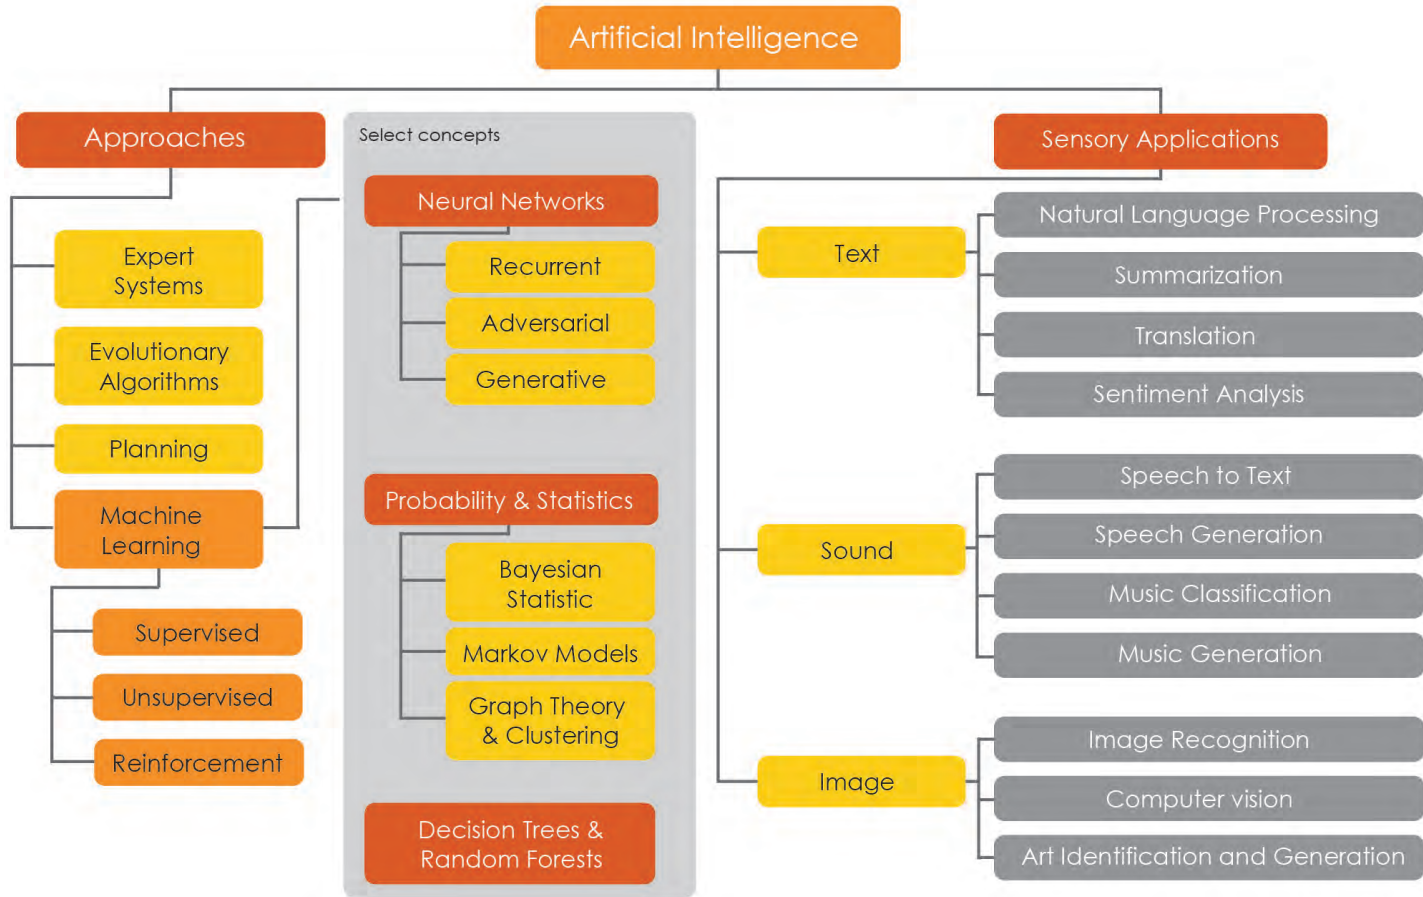 Artificial Intelligence
Approaches
Expert
Systems
Evolutionary
Algorithms
Planning
Machine
Learning
Supervised
Unsupervised
Reinforcement
Select concepts
Neural Networks
Recurrent
Adversarial
Generative
Probability & Statistics
Bayesian
Statistic
Markov Models
Graph Theory
& Clustering
Decision Trees &
Random Forests
Sensory Applications
Text
Natural Language Processing
Summarization
Translation
Sentiment Analysis
Sound
Speech to Text
Speech Generation
Music Classification
Music Generation
Image
Image Recognition
Computer vision
Art Identification and Generation